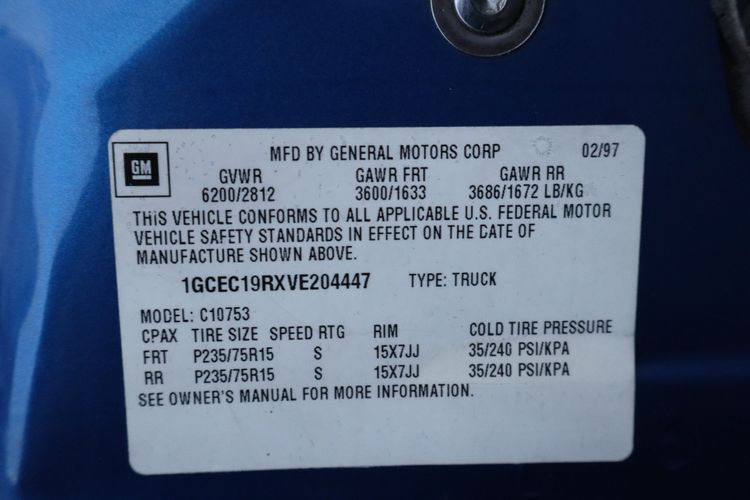 GM
MFD BY GENERAL MOTORS CORP 02/97
GVWR GAWR FRT GAWR RR
6200/2812 3600/1633 3686/1672 LB/KG
THIS VEHICLE CONFORMS TO ALL APPLICABLE U.S. FEDERAL MOTOR
VEHICLE SAFETY STANDARDS IN EFFECT ON THE DATE OF
MANUFACTURE SHOWN ABOVE.
1GCEC19RXVE204447 TYPE: TRUCK
MODEL: C10753
CPAX TIRE SIZE SPEED RTG RIM COLD TIRE PRESSURE
FRT P235/75R15 S 15X7JJ 35/240 PSI/KPA
RR P235/75R15 S 15X7JJ 35/240 PSI/KPA
SEE OWNER'S MANUAL FOR MORE INFORMATION.